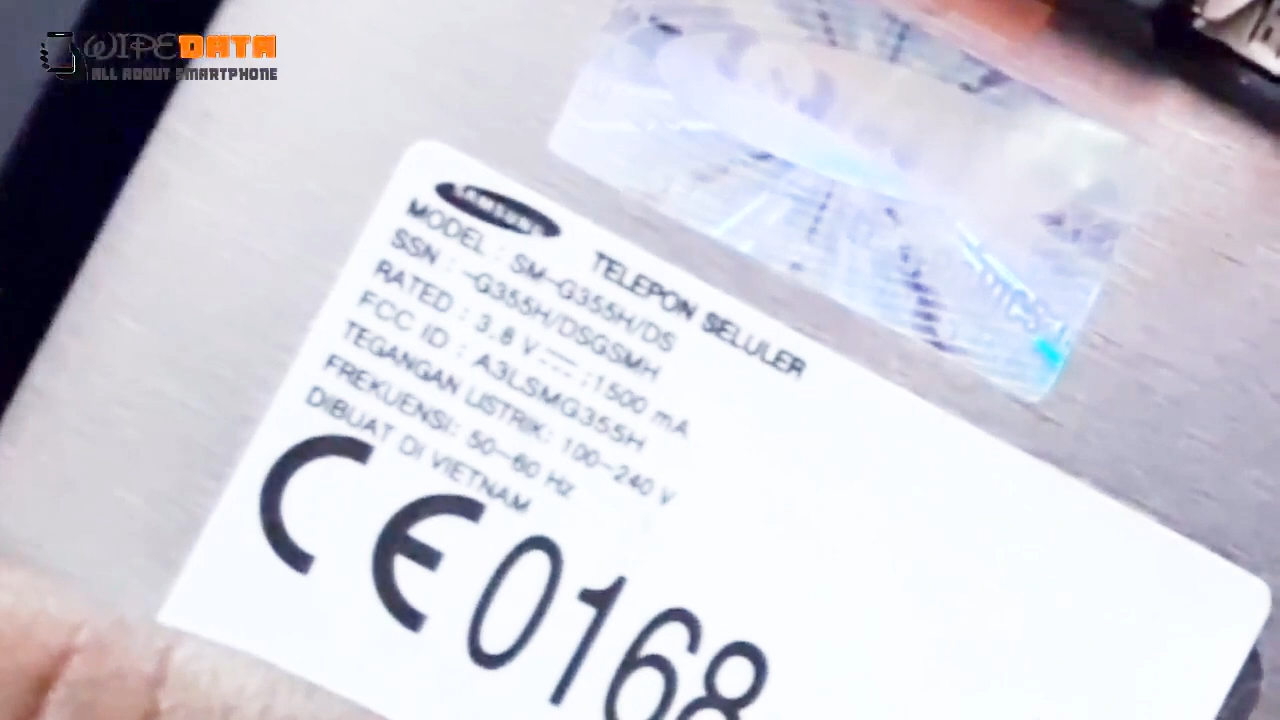 WIPEDATA
ALL ABOUT SMARTPHONE
SAMSUNG
TELEPON SELULER
MODEL : SM-G355H/DS
SSN : -G355H/DSGSMH
RATED : 3.8 V ⎓ ; 1500 mA
FCC ID : A3LSMG355H
TEGANGAN LISTRIK: 100-240 V
FREKUENSI: 50-60 Hz
DIBUAT DI VIETNAM
CE0168